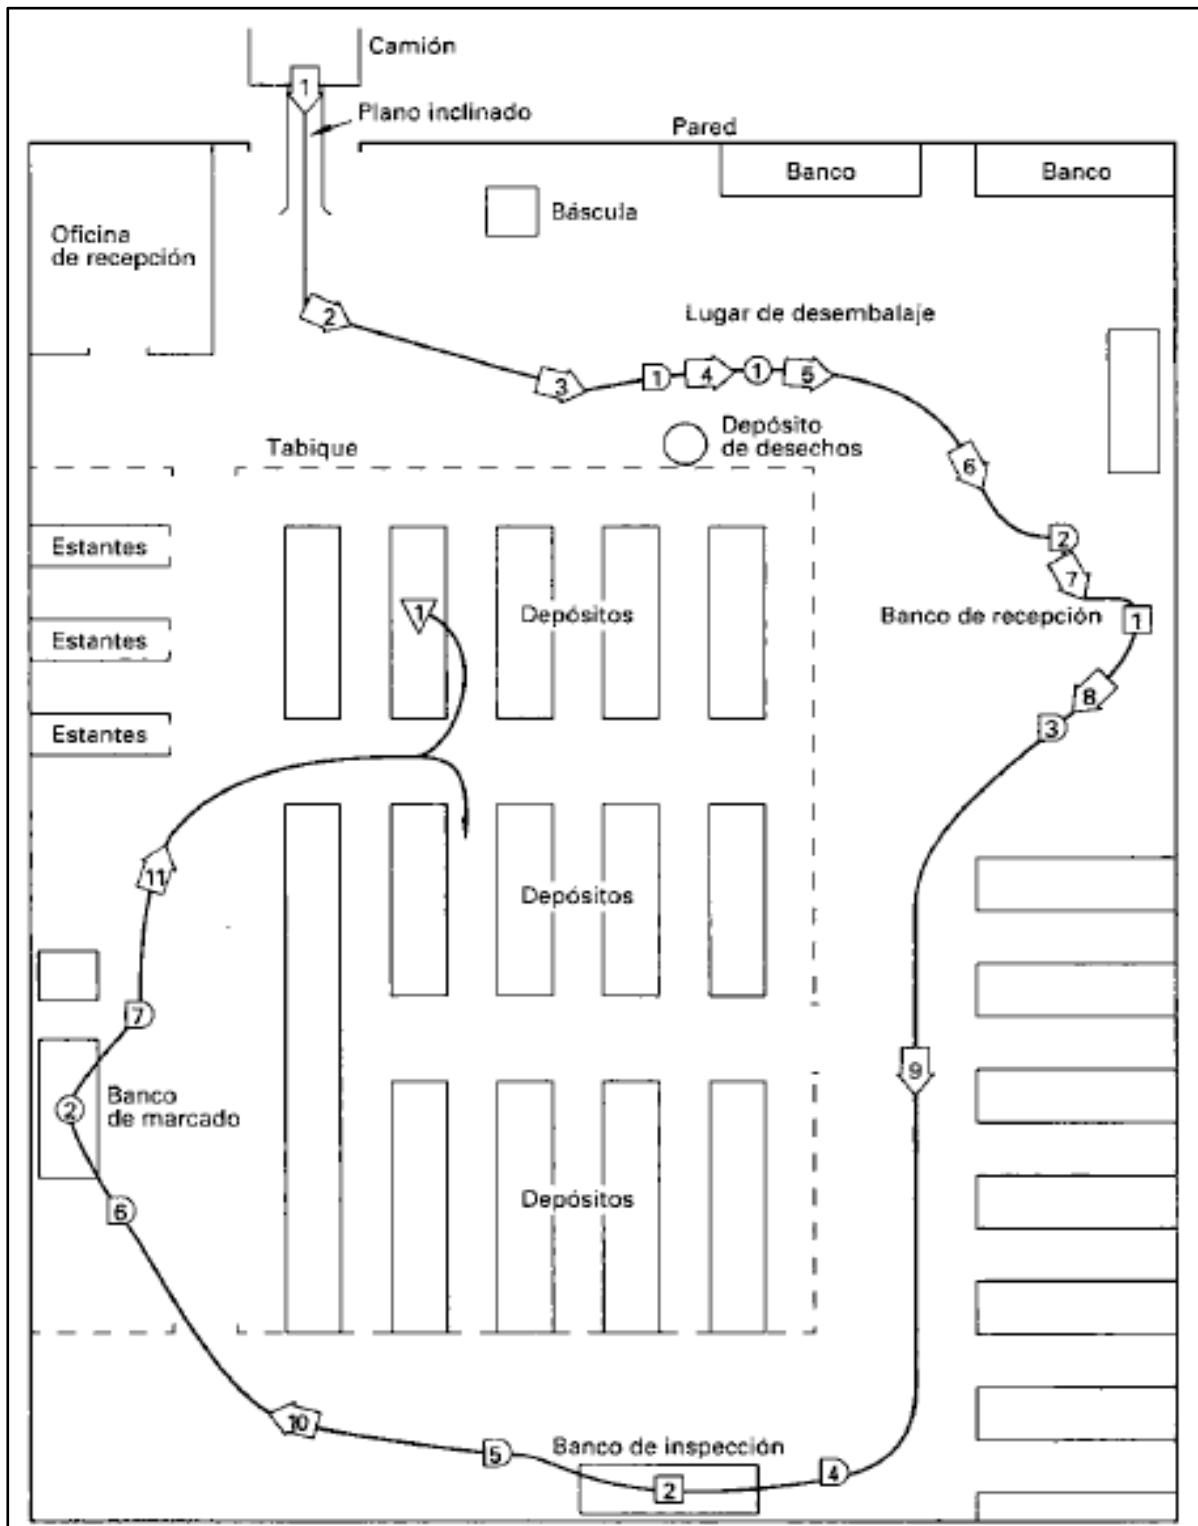 Camión
1
Plano inclinado
Pared
Banco
Banco
Báscula
Oficina
de recepción
2
Lugar de desembalaje
3
1
4
1
5
Depósito
de desechos
Tabique
6
Estantes
2
7
1
Depósitos
Banco de recepción
1
Estantes
8
3
Estantes
11
Depósitos
7
9
2
Banco
de marcado
6
Depósitos
10
5
Banco de inspección
4
2